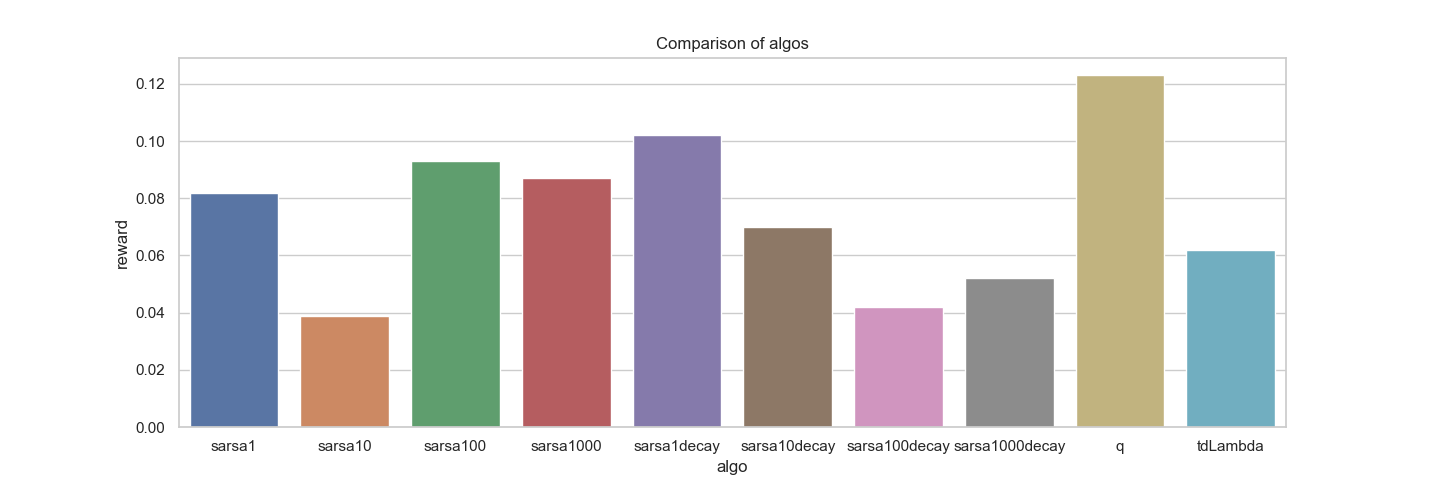 Comparison of algos
0.12
0.10
0.08
0.06
0.04
0.02
0.00
reward
sarsa1 sarsa10 sarsa100 sarsa1000 sarsa1decay sarsa10decay sarsa100decay sarsa1000decay q tdLambda
algo